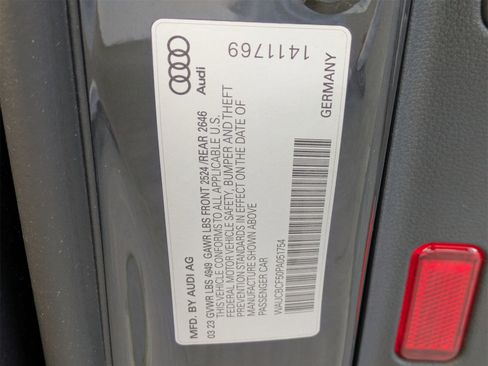 Audi
1411769
GERMANY
MFD. BY AUDI AG
03.23 GVWR LBS 4949 GAWR LBS FRONT 2524 /REAR 2646
THIS VEHICLE CONFORMS TO ALL APPLICABLE U.S.
FEDERAL MOTOR VEHICLE SAFETY, BUMPER AND THEFT
PREVENTION STANDARDS IN EFFECT ON THE DATE OF
MANUFACTURE SHOWN ABOVE
PASSENGER CAR
WAUCBCF50PA061754